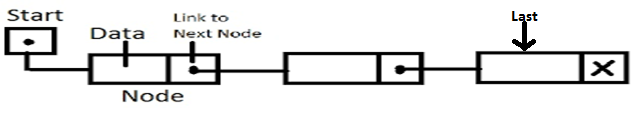 Start
Data
Link to
Next Node
Last
Node
X